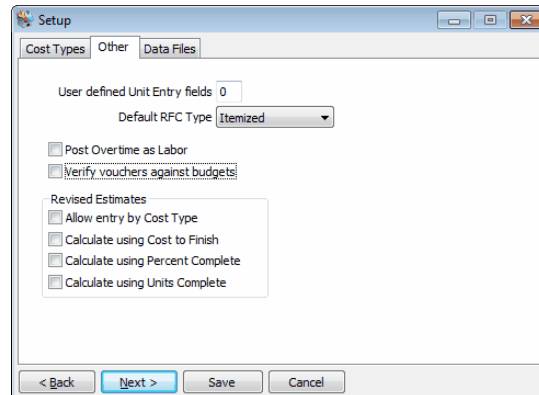 Setup
Cost Types Other Data Files
User defined Unit Entry fields 0
Default RFC Type Itemized
Post Overtime as Labor
Verify vouchers against budgets
Revised Estimates
Allow entry by Cost Type
Calculate using Cost to Finish
Calculate using Percent Complete
Calculate using Units Complete
< Back Next > Save Cancel